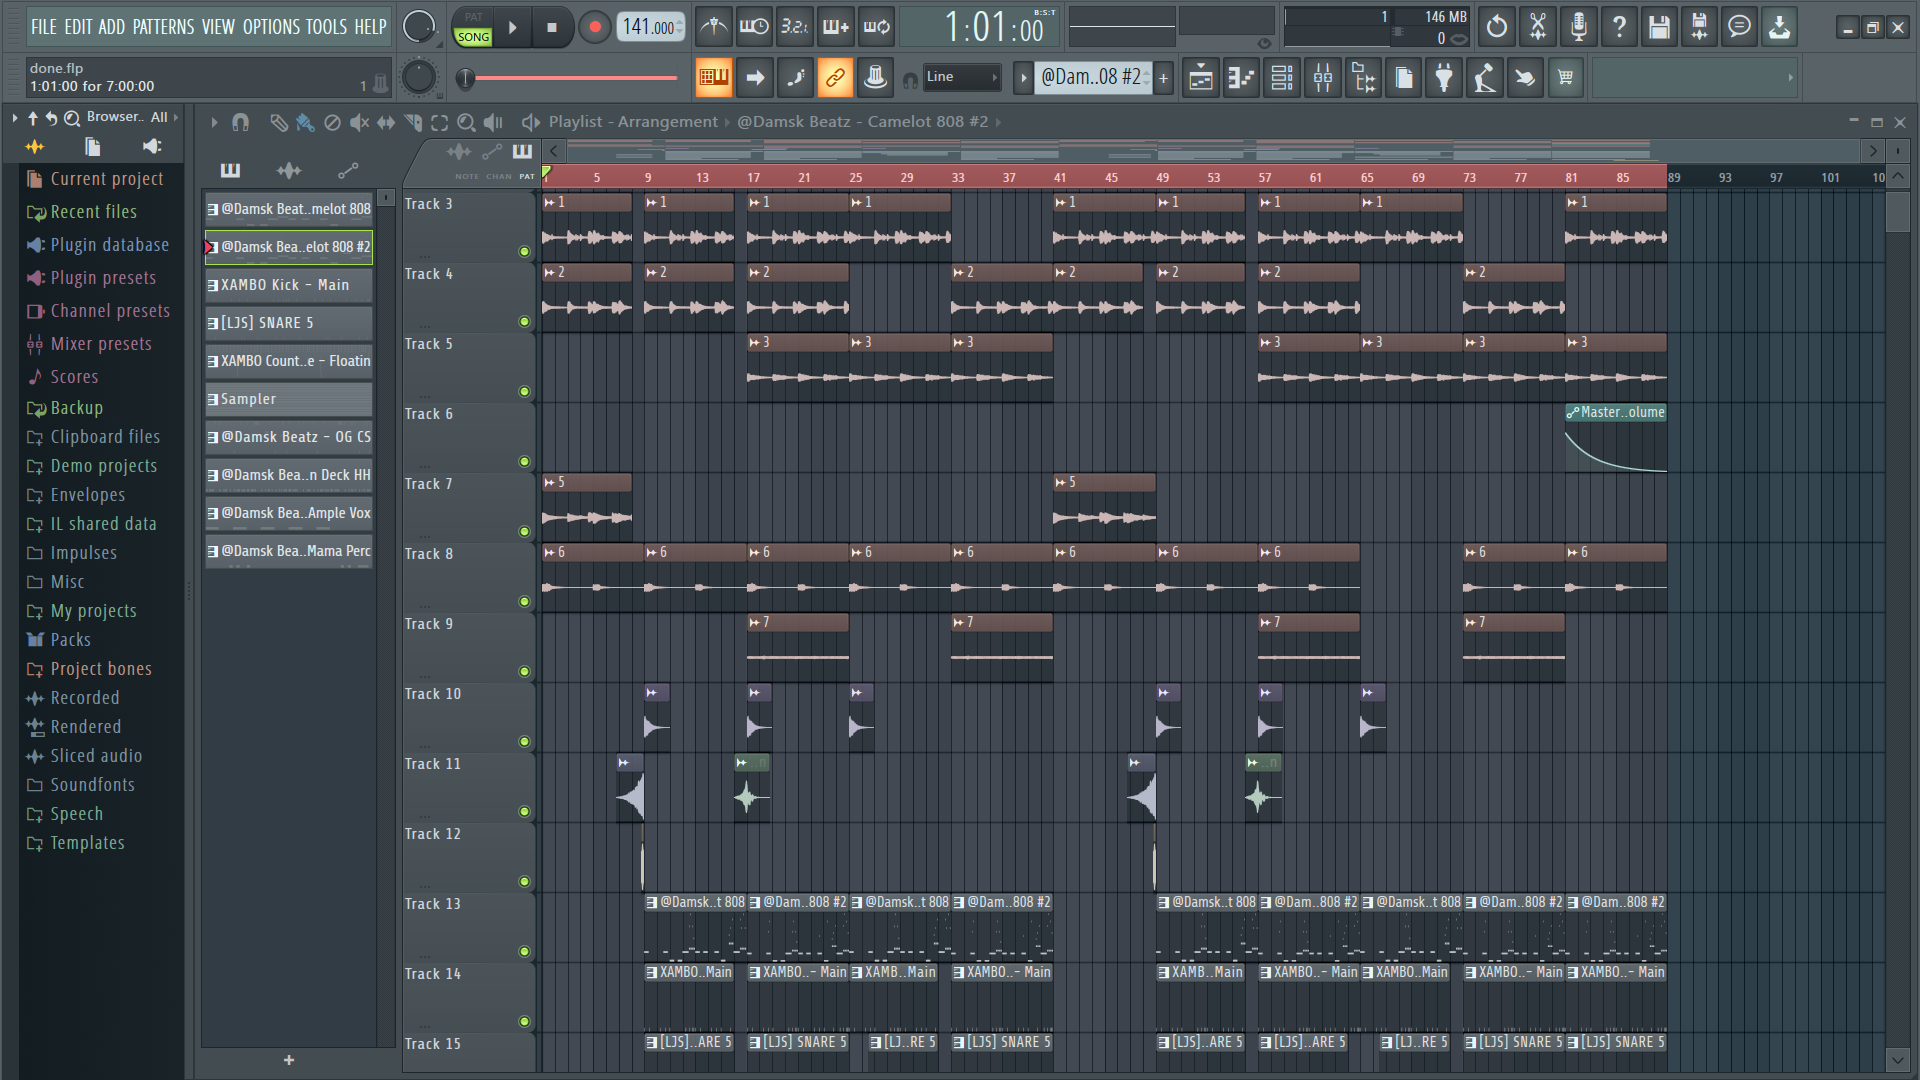 FILE EDIT ADD PATTERNS VIEW OPTIONS TOOLS HELP
PAT
SONG
141.000
3.2.
1:01:00
B:S:T
1
146 MB
0
done.flp
1:01:00 for 7:00:00
1
Line
@Dam..08 #2
+
Browser.. All
Playlist - Arrangement › @Damsk Beatz - Camelot 808 #2
NOTE CHAN PAT
1 5 9 13 17 21 25 29 33 37 41 45 49 53 57 61 65 69 73 77 81 85 89 93 97 101 10
Current project
Recent files
Plugin database
Plugin presets
Channel presets
Mixer presets
Scores
Backup
Clipboard files
Demo projects
Envelopes
IL shared data
Impulses
Misc
My projects
Packs
Project bones
Recorded
Rendered
Sliced audio
Soundfonts
Speech
Templates
@Damsk Beat..melot 808
@Damsk Bea..elot 808 #2
XAMBO Kick - Main
[LJS] SNARE 5
XAMBO Count..e - Floatin
Sampler
@Damsk Beatz - OG CS
@Damsk Bea..n Deck HH
@Damsk Bea..Ample Vox
@Damsk Bea..Mama Perc
+
Track 3
1 1 1 1 1 1 1 1 1
Track 4
2 2 2 2 2 2 2 2
Track 5
3 3 3 3 3 3 3
Track 6
Master..olume
Track 7
5 5
Track 8
6 6 6 6 6 6 6 6 6 6
Track 9
7 7 7 7
Track 10
Track 11
..n ..n
Track 12
Track 13
@Damsk..t 808 @Dam..808 #2 @Damsk..t 808 @Dam..808 #2 @Damsk..t 808 @Dam..808 #2 @Damsk..t 808 @Dam..808 #2 @Dam..808 #2
Track 14
XAMBO..Main XAMBO..- Main XAMB..Main XAMBO..- Main XAMB..Main XAMBO..- Main XAMBO..Main XAMBO..- Main XAMBO..- Main
Track 15
[LJS]..ARE 5 [LJS] SNARE 5 [LJ..RE 5 [LJS] SNARE 5 [LJS]..ARE 5 [LJS]..ARE 5 [LJ..RE 5 [LJS] SNARE 5 [LJS] SNARE 5